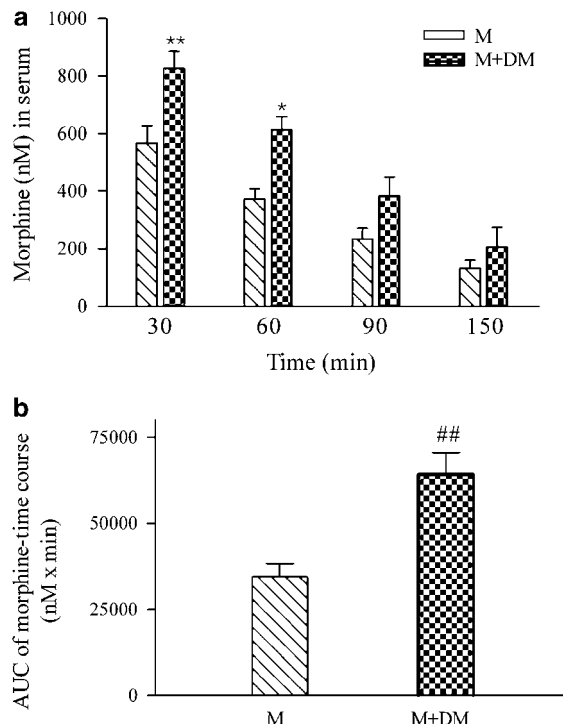 a
M
M+DM
Morphine (nM) in serum
1000
800
600
400
200
0
**
*
30 60 90 150
Time (min)
b
AUC of morphine-time course
(nM x min)
75000
50000
25000
0
##
M M+DM